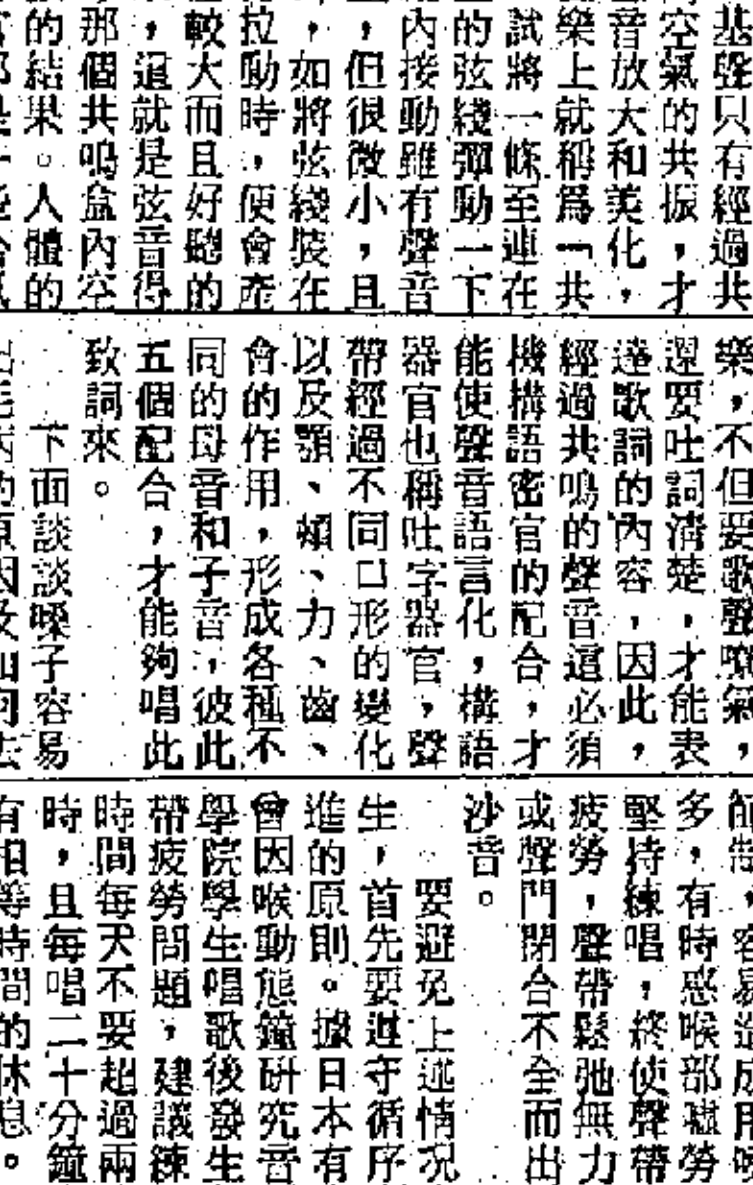 基聲只有經過共
空氣的共振，才
音放大和美化，
樂上就稱爲一共
試將一條至連在
的弦綫彈動一下
內接動雖有聲音
，但很微小，且
，如將弦綫裝在
拉動時，便會產
較大而且好聽的
，這就是弦音得
那個共鳴盒內空
的結果。人體的
樂，不但要歌聲嘹氣，
還要吐詞清楚，才能表
達歌詞的內容，因此，
經過共鳴的聲音這必須
機構語密官的配合，才
能使聲音語言化，構語
器官也稱吐字器官，聲
帶經過不同口形的變化
以及顎、頰、力、齒、
會的作用，形成各種不
同的母音和子音，彼此
五個配合，才能夠唱此
致詞來。
下面談談嗓子容易
多，有時感喉部疲勞
堅持練唱，終使聲帶
疲勞，聲帶鬆弛無力
或聲門閉合不全而出
沙音。
要避免上述情况
生，首先要遵守循序
進的原則。據日本有
會因喉動態鐘研究音
學院學生唱歌後發生
帶疲勞問題，建議練
時間每天不要超過兩
時，且每唱二十分鐘
有相等時間的休息。